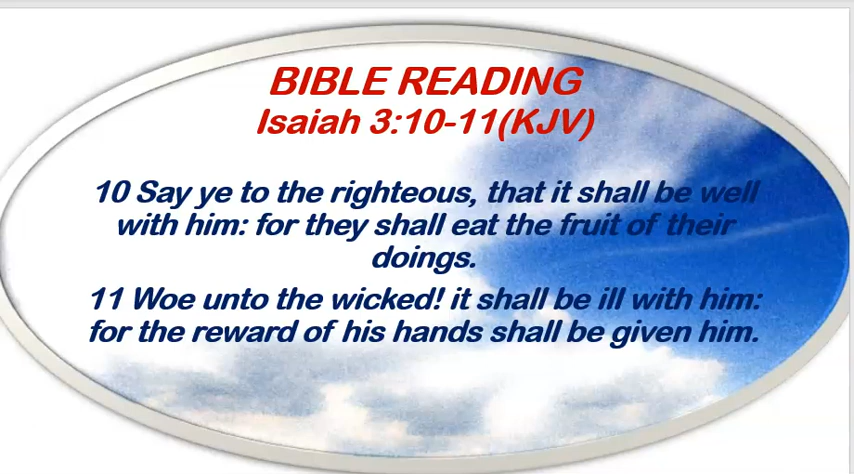 BIBLE READING
Isaiah 3:10-11(KJV)
10 Say ye to the righteous, that it shall be well
with him: for they shall eat the fruit of their
doings.
11 Woe unto the wicked! it shall be ill with him:
for the reward of his hands shall be given him.